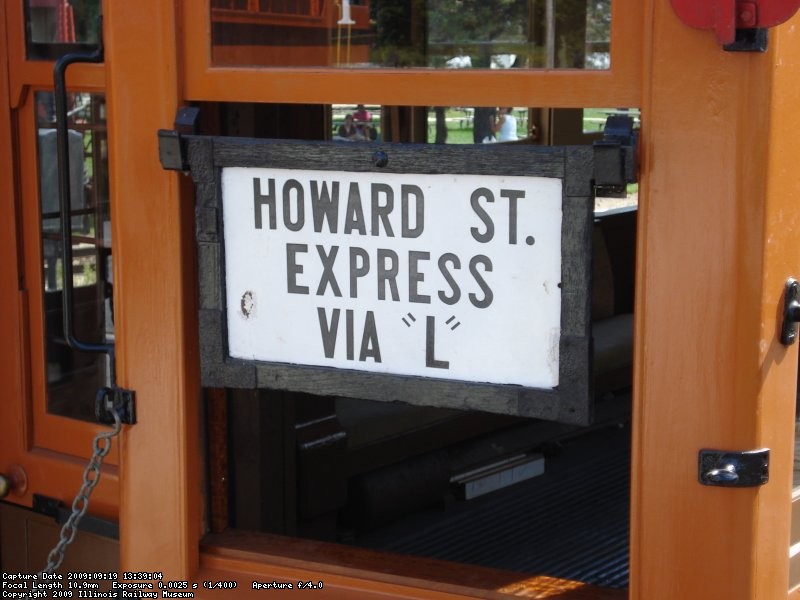 HOWARD ST.
EXPRESS
VIA "L"
Capture Date 2009:09:19 13:39:04
Focal Length 10.9mm Exposure 0.0025 s (1/400) Aperture f/4.0
Copyright 2009 Illinois Railway Museum